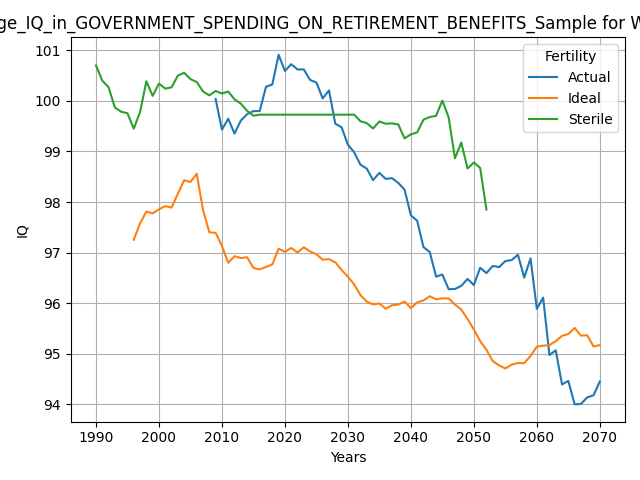 ge_IQ_in_GOVERNMENT_SPENDING_ON_RETIREMENT_BENEFITS_Sample for W
Fertility
Actual
Ideal
Sterile
IQ
101
100
99
98
97
96
95
94
1990 2000 2010 2020 2030 2040 2050 2060 2070
Years